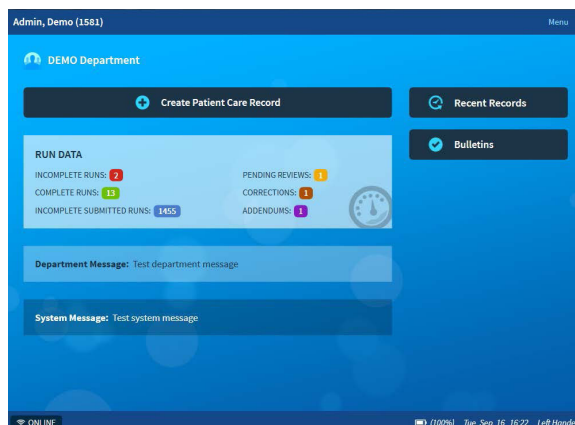 Admin, Demo (1581) Menu
DEMO Department
Create Patient Care Record
Recent Records
Bulletins
RUN DATA
INCOMPLETE RUNS: 2
PENDING REVIEWS: 1
COMPLETE RUNS: 13
CORRECTIONS: 1
INCOMPLETE SUBMITTED RUNS: 1455
ADDENDUMS: 1
Department Message: Test department message
System Message: Test system message
ONLINE (100%) Tue, Sep 16, 16:22 Left Hande